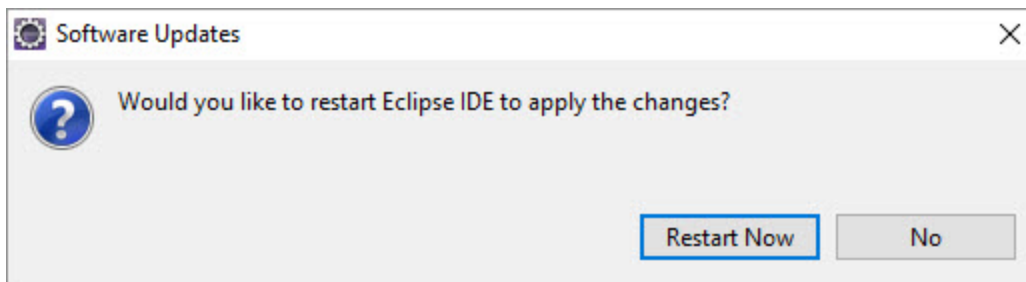 Software Updates
Would you like to restart Eclipse IDE to apply the changes?
Restart Now No